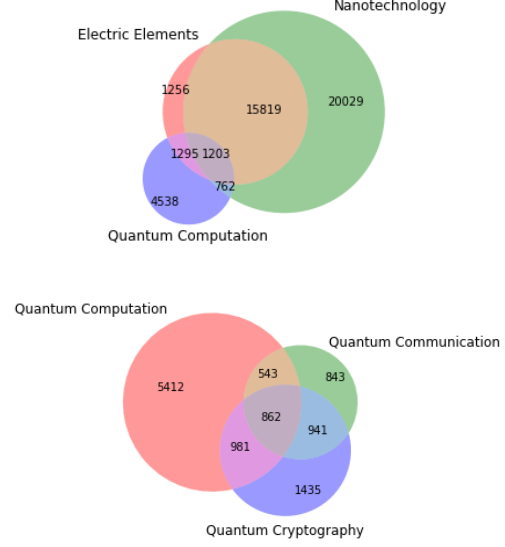 Nanotechnology
Electric Elements
1256
20029
15819
1295 1203
762
4538
Quantum Computation
Quantum Computation
Quantum Communication
543
843
5412
862
941
981
1435
Quantum Cryptography